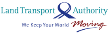 Land Transport Authority
We Keep Your World Moving